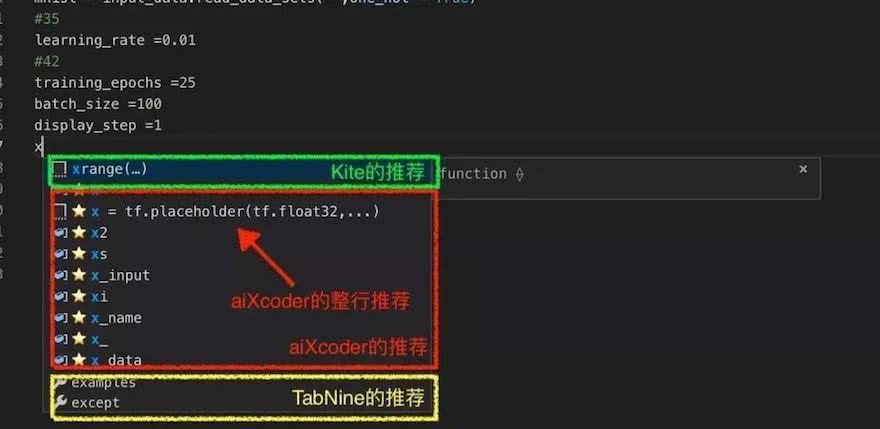 mnist = input_data.read_data_sets(" ",one_hot = True)
#35
learning_rate =0.01
#42
training_epochs =25
batch_size =100
display_step =1
x
xrange(…) Kite的推荐 function
x = tf.placeholder(tf.float32,...)
x2
xs
x_input
aiXcoder的整行推荐
xi
x_name
x_
aiXcoder的推荐
x_data
examples
TabNine的推荐
except